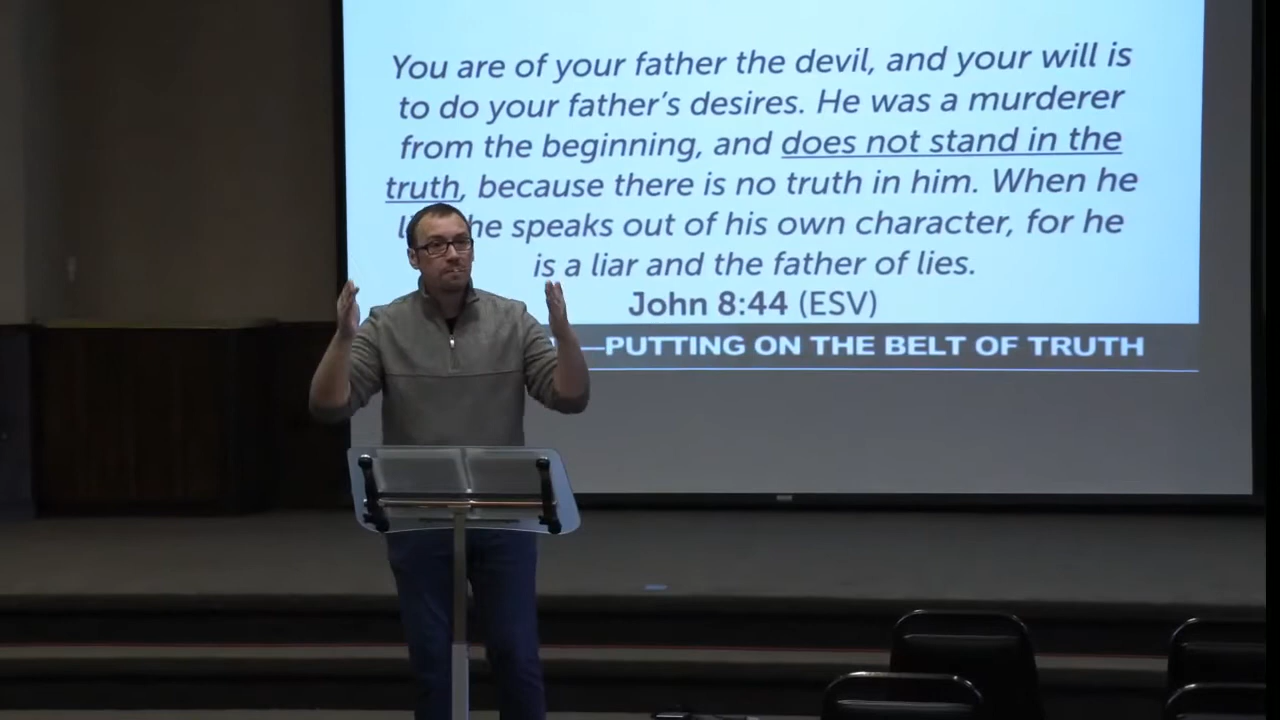 You are of your father the devil, and your will is
to do your father's desires. He was a murderer
from the beginning, and does not stand in the
truth, because there is no truth in him. When he
he speaks out of his own character, for he
is a liar and the father of lies.
John 8:44 (ESV)
—PUTTING ON THE BELT OF TRUTH